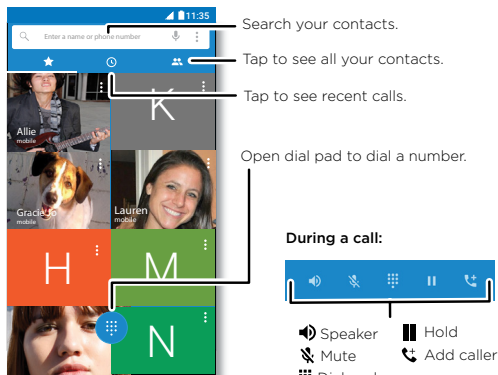 11:35
Search your contacts.
Enter a name or phone number
Tap to see all your contacts.
Tap to see recent calls.
K
Allie
mobile
Open dial pad to dial a number.
Gracie Jo
mobile
Lauren
mobile
During a call:
H
M
Speaker
Hold
N
Mute
Add caller